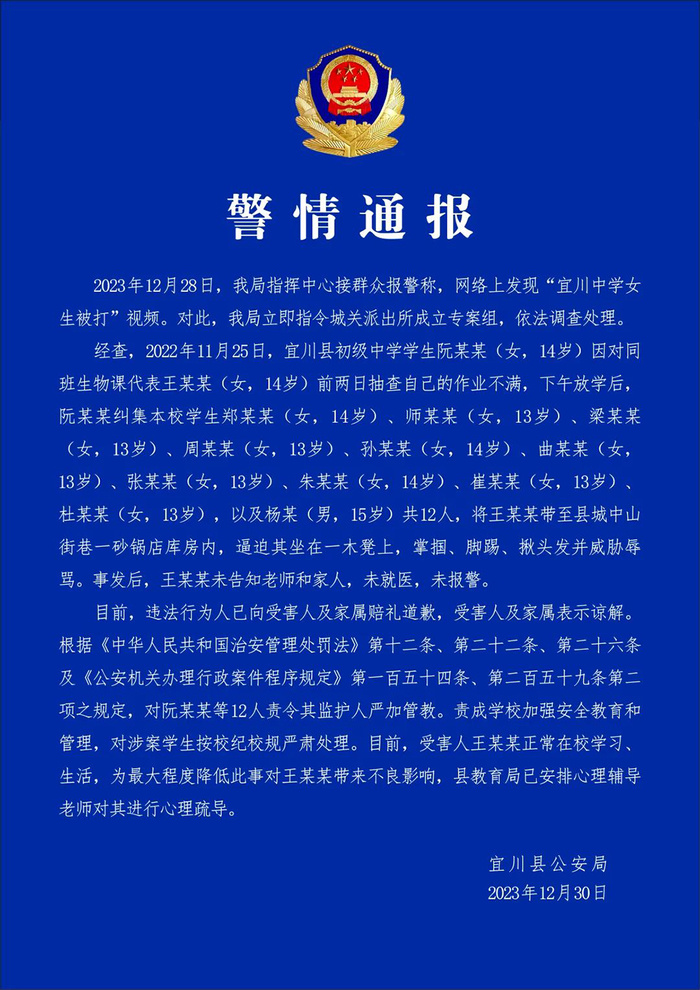 警情通报
2023年12月28日，我局指挥中心接群众报警称，网络上发现“宜川中学女
生被打”视频。对此，我局立即指令城关派出所成立专案组，依法调查处理。
经查，2022年11月25日，宜川县初级中学学生阮某某（女，14岁）因对同
班生物课代表王某某（女，14岁）前两日抽查自己的作业不满，下午放学后，
阮某某纠集本校学生郑某某（女，14岁）、师某某（女，13岁）、梁某某
（女，13岁）、周某某（女，13岁）、孙某某（女，14岁）、曲某某（女，
13岁）、张某某（女，13岁）、朱某某（女，14岁）、崔某某（女，13岁）、
杜某某（女，13岁），以及杨某（男，15岁）共12人，将王某某带至县城中山
街巷一砂锅店库房内，逼迫其坐在一木凳上，掌掴、脚踢、揪头发并威胁辱
骂。事发后，王某某未告知老师和家人，未就医，未报警。
目前，违法行为人已向受害人及家属赔礼道歉，受害人及家属表示谅解。
根据《中华人民共和国治安管理处罚法》第十二条、第二十二条、第二十六条
及《公安机关办理行政案件程序规定》第一百五十四条、第二百五十九条第二
项之规定，对阮某某等12人责令其监护人严加管教。责成学校加强安全教育和
管理，对涉案学生按校纪校规严肃处理。目前，受害人王某某正常在校学习、
生活，为最大程度降低此事对王某某带来不良影响，县教育局已安排心理辅导
老师对其进行心理疏导。
宜川县公安局
2023年12月30日